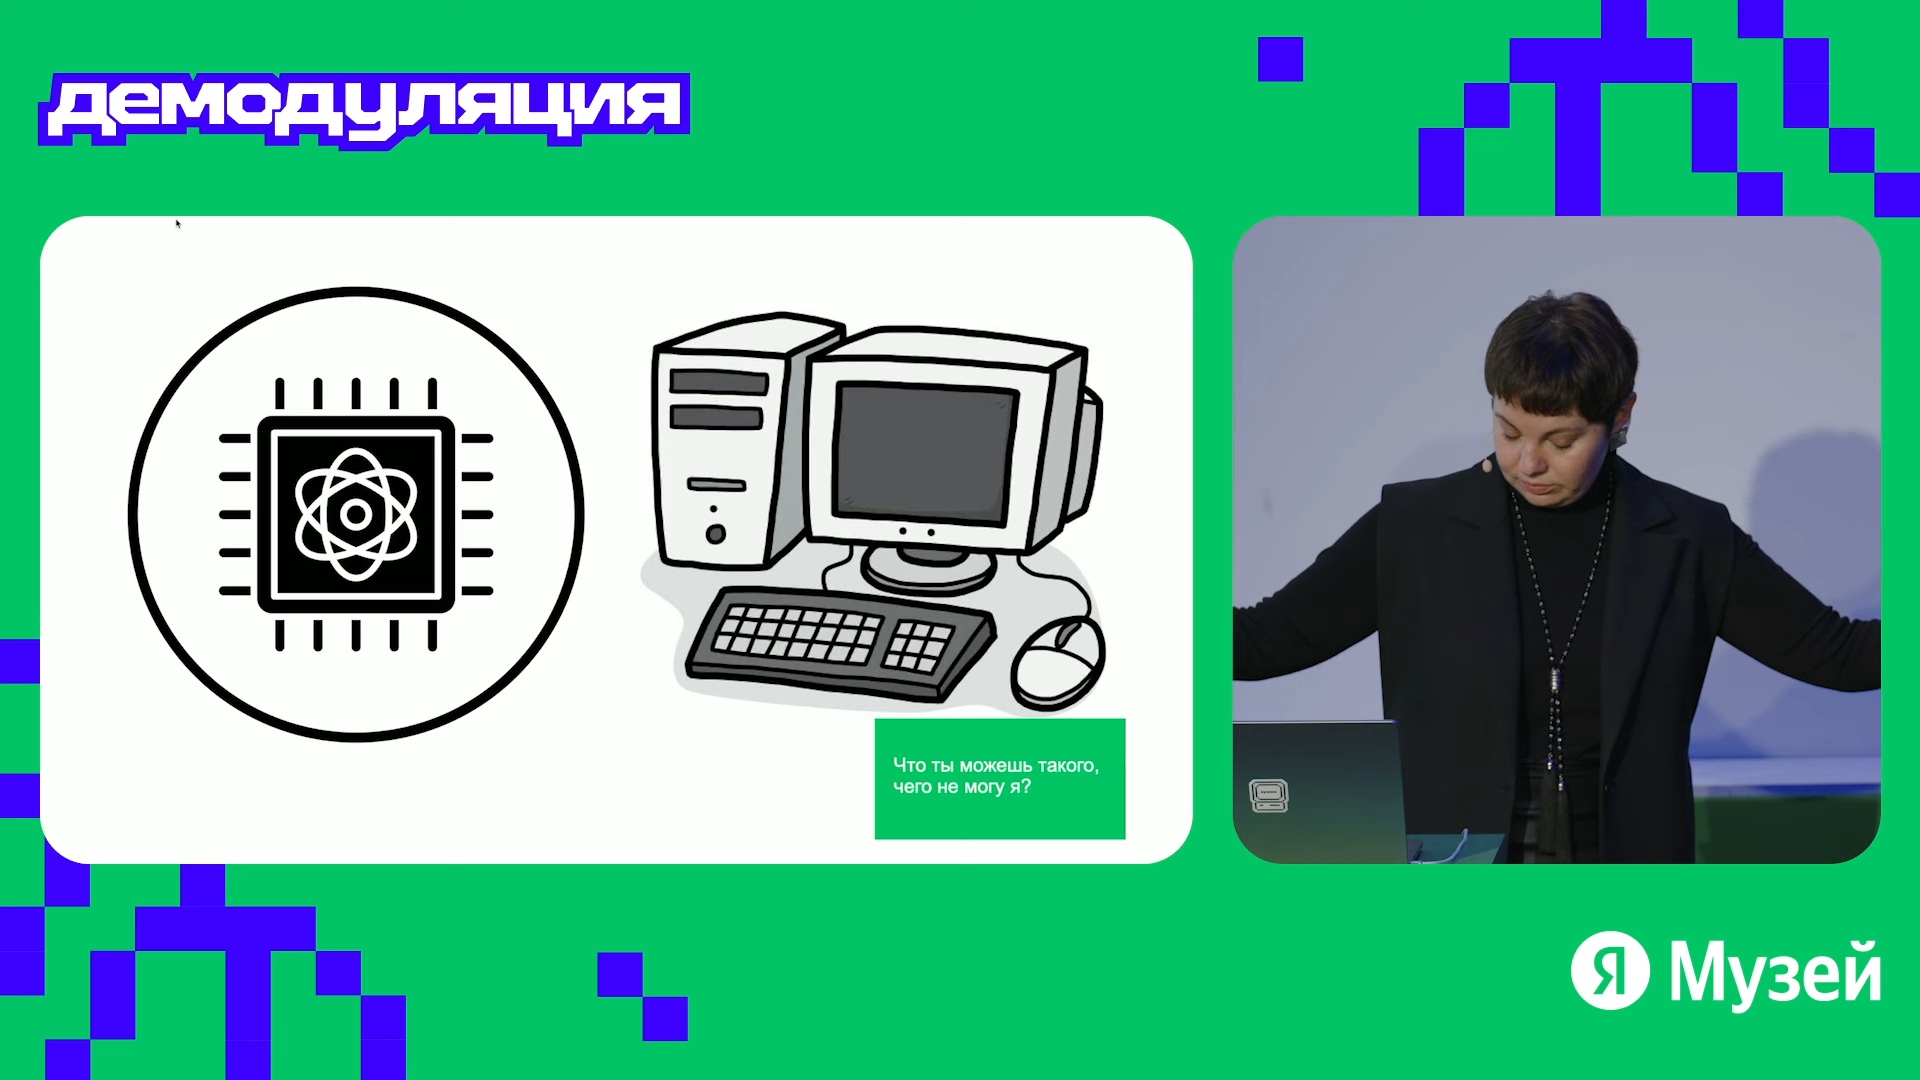 демодуляция
Что ты можешь такого,
чего не могу я?
Я Музей